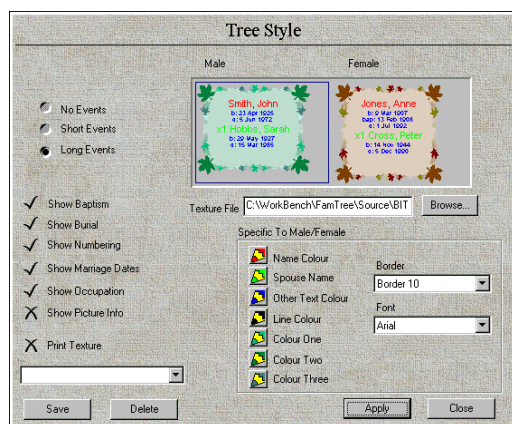 Tree Style
Male
Female
Smith, John
b: 23 Apr 1925
d: 5 Jun 1972
x1 Hobbs, Sarah
b: 29 May 1927
d: 15 Mar 1985
Jones, Anne
b: 9 Mar 1907
bap: 13 Feb 1908
d: 1 Jul 1992
x1 Cross, Peter
b: 14 Nov 1944
d: 5 Dec 1990
No Events
Short Events
Long Events
Show Baptism
Show Burial
Show Numbering
Show Marriage Dates
Show Occupation
Show Picture Info
Print Texture
Texture File
C:\WorkBench\FamTree\Source\BIT
Browse...
Specific To Male/Female
Name Colour
Spouse Name
Other Text Colour
Line Colour
Colour One
Colour Two
Colour Three
Border
Border 10
Font
Arial
Save
Delete
Apply
Close